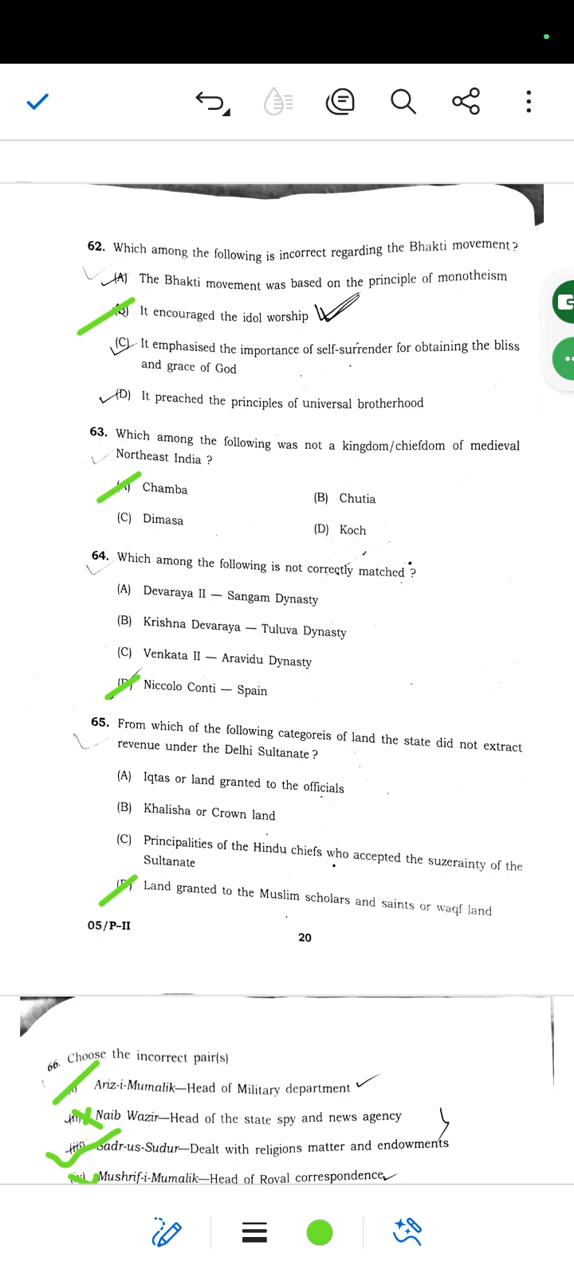 62. Which among the following is incorrect regarding the Bhakti movement?
(A) The Bhakti movement was based on the principle of monotheism
It encouraged the idol worship
(C) It emphasised the importance of self-surrender for obtaining the bliss
and grace of God
(D) It preached the principles of universal brotherhood
63. Which among the following was not a kingdom/chiefdom of medieval
Northeast India ?
Chamba
(B) Chutia
(C) Dimasa
(D) Koch
64. Which among the following is not correctly matched ?
(A) Devaraya II — Sangam Dynasty
(B) Krishna Devaraya — Tuluva Dynasty
(C) Venkata II — Aravidu Dynasty
Niccolo Conti — Spain
65. From which of the following categoreis of land the state did not extract
revenue under the Delhi Sultanate ?
(A) Iqtas or land granted to the officials
(B) Khalisha or Crown land
(C) Principalities of the Hindu chiefs who accepted the suzerainty of the
Sultanate
Land granted to the Muslim scholars and saints or waqf land
05/P-II
20
66. Choose the incorrect pair(s)
Ariz-i-Mumalik—Head of Military department
Naib Wazir—Head of the state spy and news agency
(iii) Sadr-us-Sudur—Dealt with religions matter and endowments
Mushrif-i-Mumalik—Head of Royal correspondence